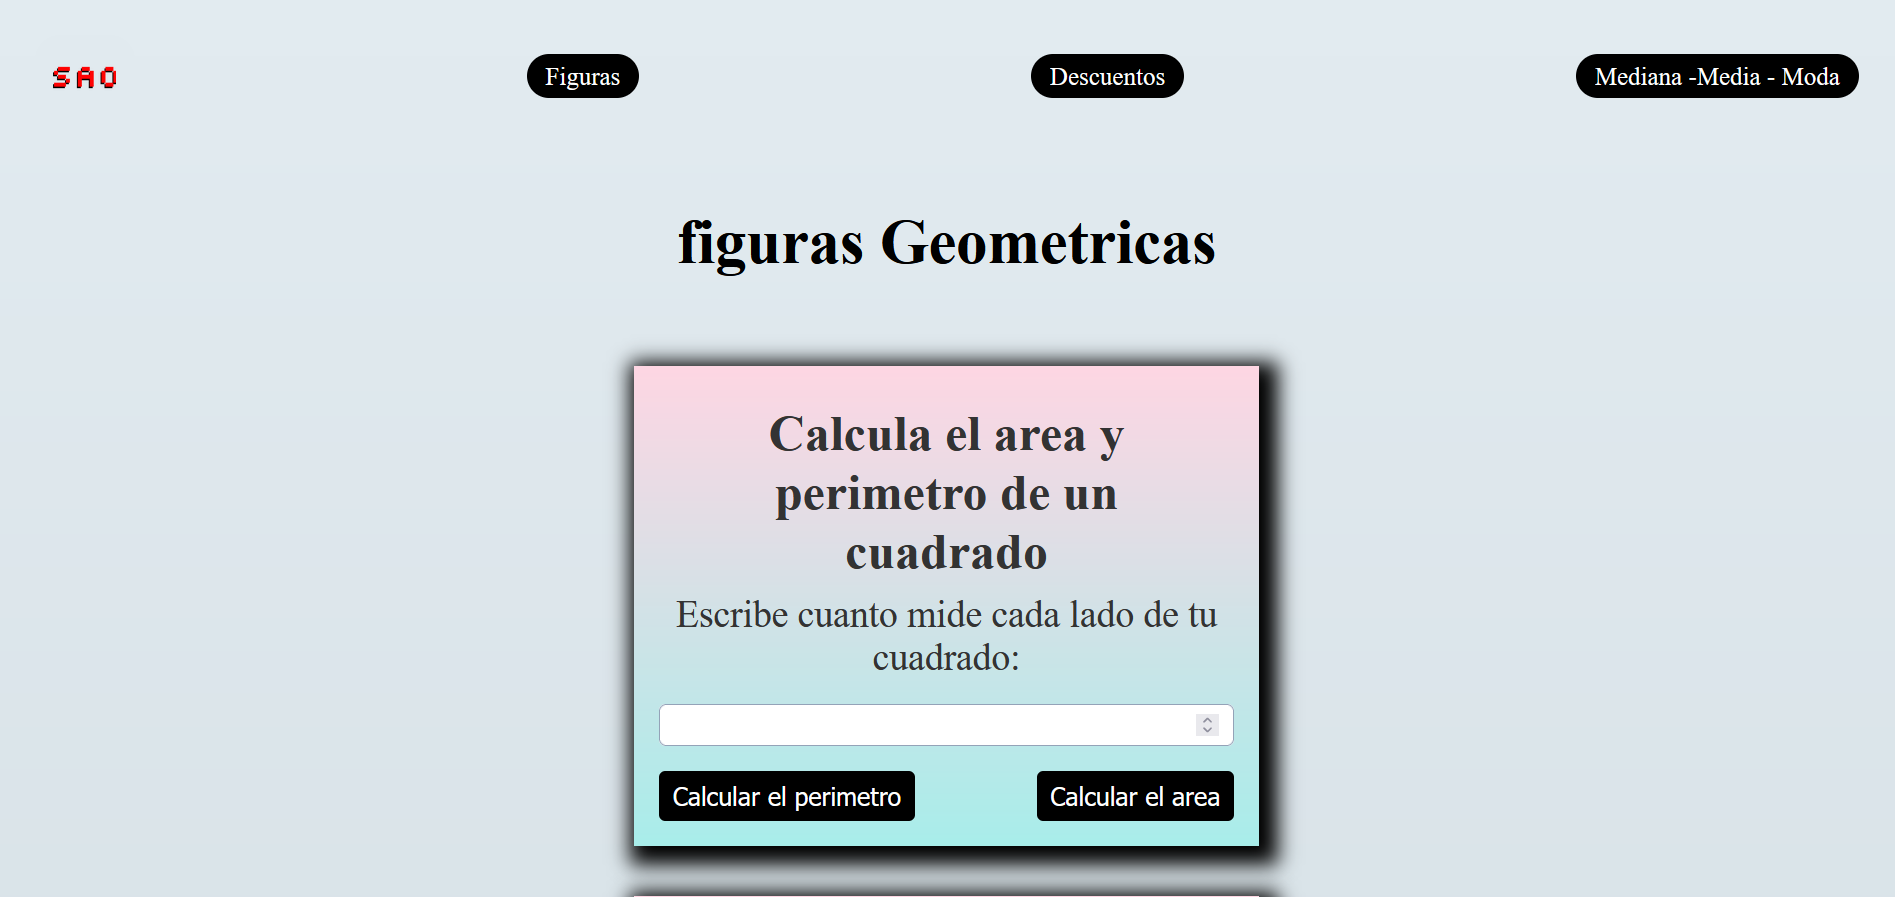 SAO
Figuras
Descuentos
Mediana -Media - Moda
figuras Geometricas
Calcula el area y
perimetro de un
cuadrado
Escribe cuanto mide cada lado de tu
cuadrado:
Calcular el perimetro
Calcular el area